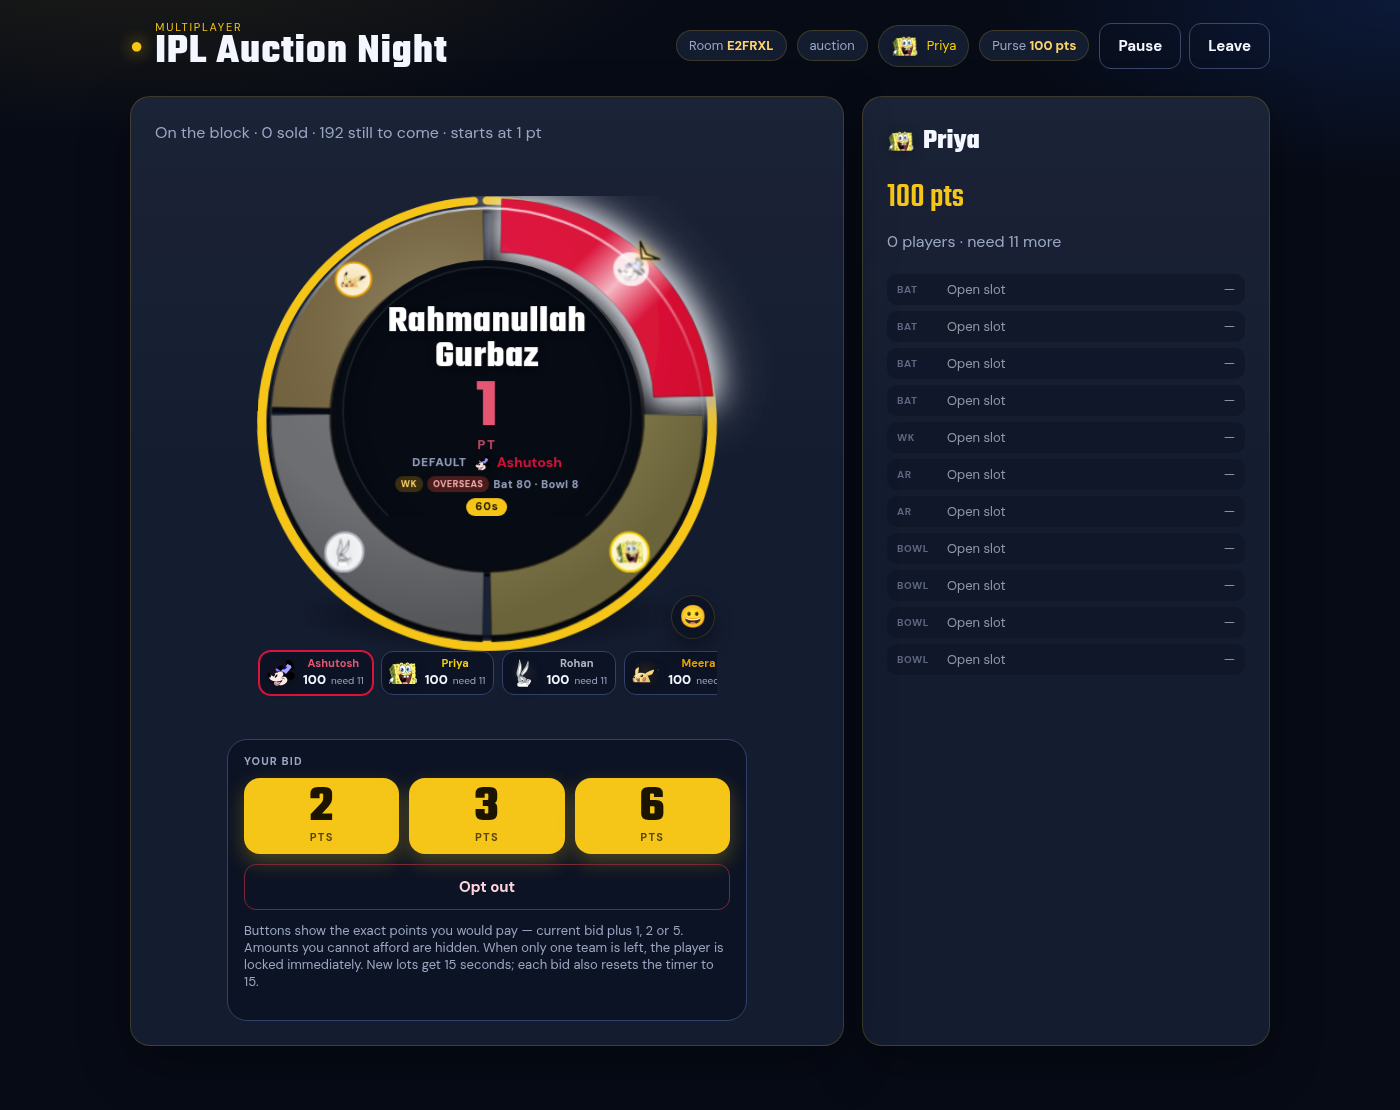 MULTIPLAYER
IPL Auction Night
Room E2FRXL
auction
Priya
Purse 100 pts
Pause
Leave
On the block · 0 sold · 192 still to come · starts at 1 pt
Rahmanullah
Gurbaz
1
PT
DEFAULT Ashutosh
WK OVERSEAS Bat 80 · Bowl 8
60s
Ashutosh
100 need 11
Priya
100 need 11
Rohan
100 need 11
Meera
100
YOUR BID
2
PTS
3
PTS
6
PTS
Opt out
Buttons show the exact points you would pay — current bid plus 1, 2 or 5.
Amounts you cannot afford are hidden. When only one team is left, the player is
locked immediately. New lots get 15 seconds; each bid also resets the timer to
15.
Priya
100 pts
0 players · need 11 more
BAT Open slot —
BAT Open slot —
BAT Open slot —
BAT Open slot —
WK Open slot —
AR Open slot —
AR Open slot —
BOWL Open slot —
BOWL Open slot —
BOWL Open slot —
BOWL Open slot —